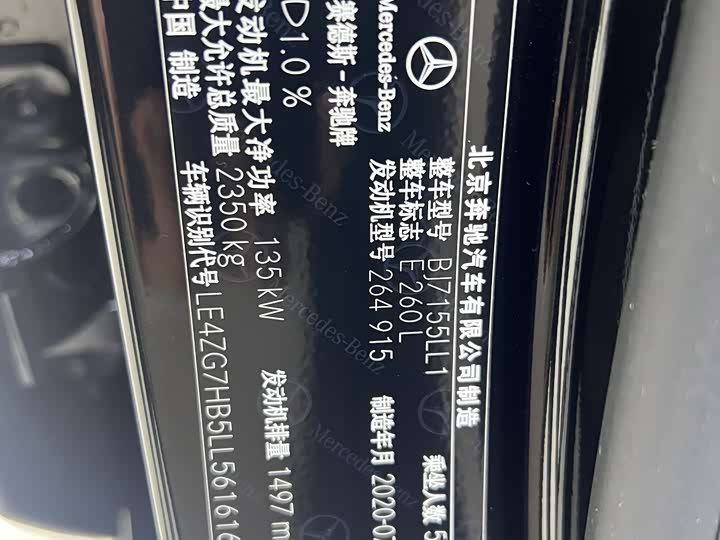 北京奔驰汽车有限公司制造
Mercedes-Benz
整车型号 BJ7155LL1 乘坐人数 5
整车标志 E 260L
赛德斯-奔驰牌 发动机型号 264 915 制造年月 2020-07
D1.0 %
发动机最大净功率 135 kW 发动机排量 1497 m
最大允许总质量 2350 kg
中国 制造 车辆识别代号 LE4ZG7HB5LL561616